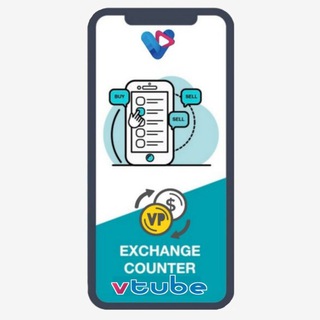 BUY
SELL
SELL
$
VP
EXCHANGE
COUNTER
vtube